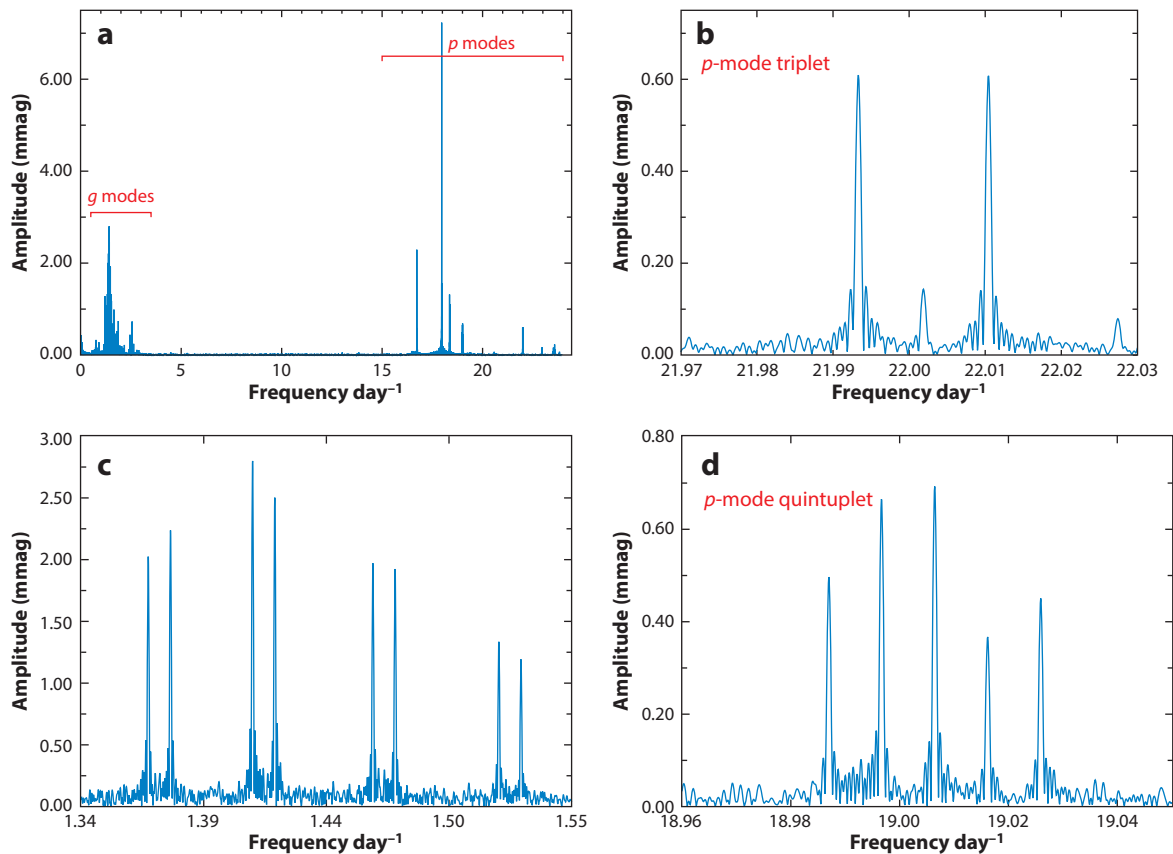 a
p modes
g modes
Amplitude (mmag)
6.00
4.00
2.00
0.00
0 5 10 15 20
Frequency day⁻¹
b
p-mode triplet
Amplitude (mmag)
0.60
0.40
0.20
0.00
21.97 21.98 21.99 22.00 22.01 22.02 22.03
Frequency day⁻¹
c
Amplitude (mmag)
3.00
2.50
2.00
1.50
1.00
0.50
0.00
1.34 1.39 1.44 1.50 1.55
Frequency day⁻¹
d
p-mode quintuplet
Amplitude (mmag)
0.80
0.60
0.40
0.20
0.00
18.96 18.98 19.00 19.02 19.04
Frequency day⁻¹